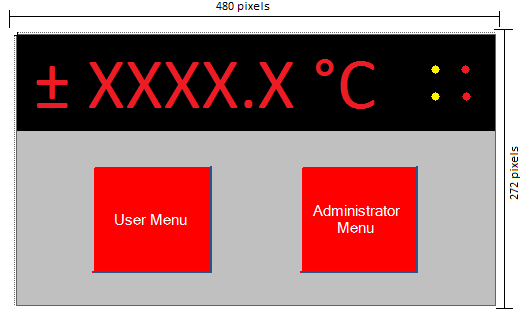 480 pixels
± XXXX.X °C
User Menu
Administrator
Menu
272 pixels